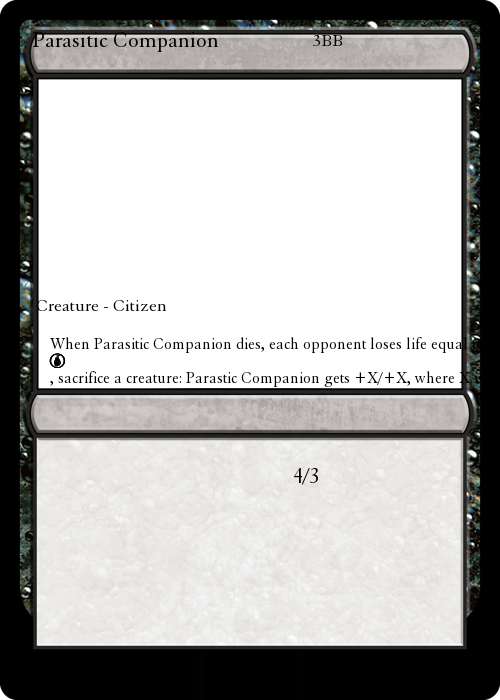 Parasitic Companion 3BB
Creature - Citizen
When Parasitic Companion dies, each opponent loses life equal
, sacrifice a creature: Parastic Companion gets +X/+X, where X
4/3